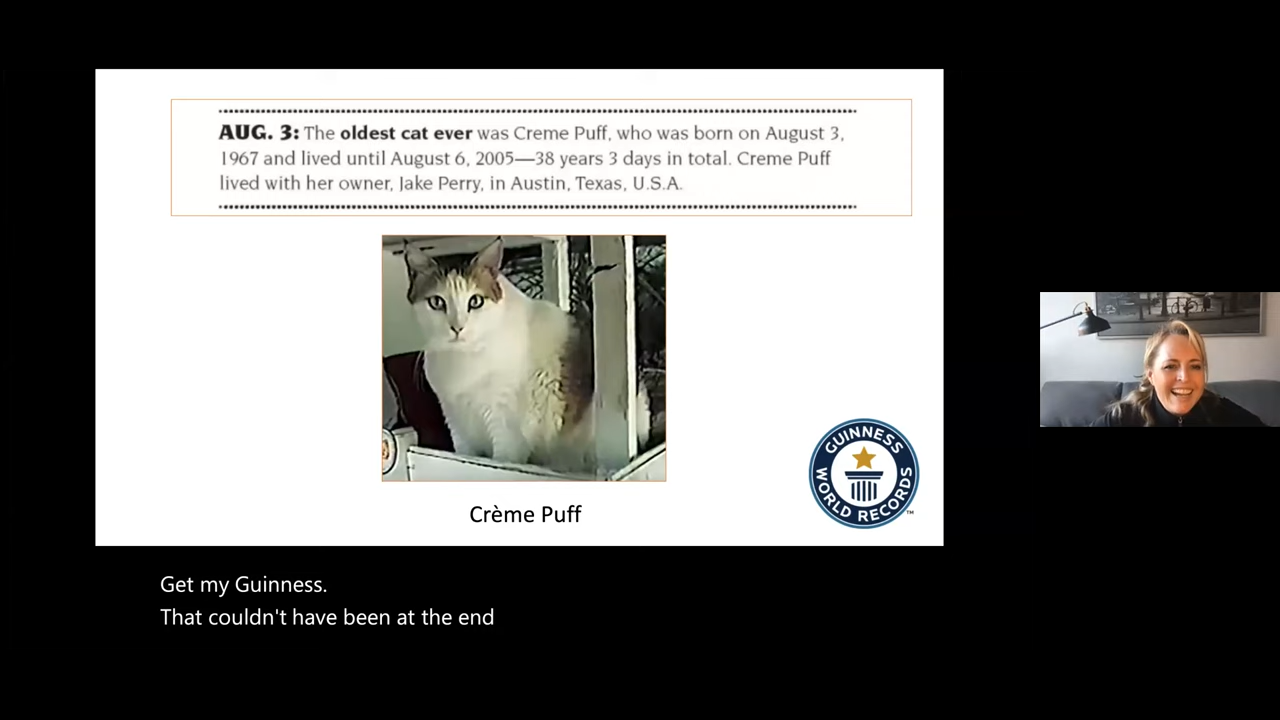 AUG. 3: The oldest cat ever was Creme Puff, who was born on August 3,
1967 and lived until August 6, 2005—38 years 3 days in total. Creme Puff
lived with her owner, Jake Perry, in Austin, Texas, U.S.A.
Crème Puff
GUINNESS
WORLD RECORDS
™
Get my Guinness.
That couldn't have been at the end